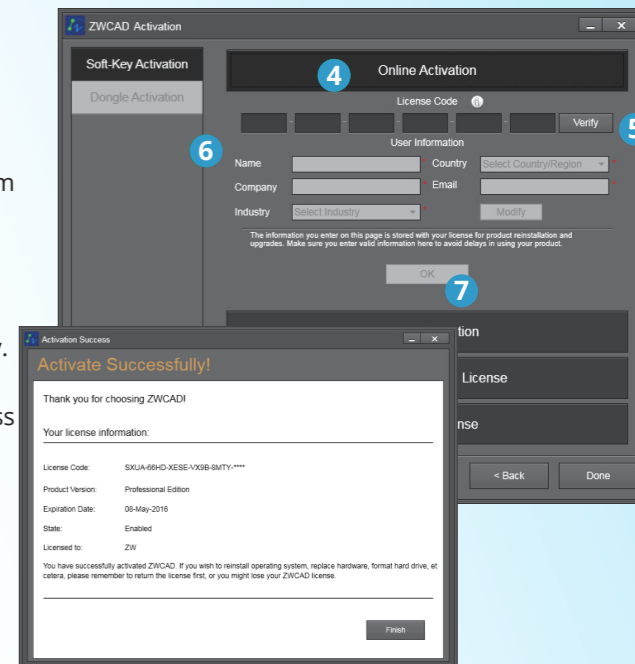 ZWCAD Activation
Soft-Key Activation
Dongle Activation
4
Online Activation
License Code
- - - - -
Verify
5
6
User Information
Name * Country Select Country/Region *
Company * Email *
Industry Select Industry * Modify
The information you enter on this page is stored with your license for product reinstallation and
upgrades. Make sure you enter valid information here to avoid delays in using your product.
OK
7
tion
License
nse
< Back
Done
Activation Success
Activate Successfully!
Thank you for choosing ZWCAD!
Your license information:
License Code: SXUA-66HD-XESE-VX9B-8MTY-****
Product Version: Professional Edition
Expiration Date: 08-May-2016
State: Enabled
Licensed to: ZW
You have successfully activated ZWCAD. If you wish to reinstall operating system, replace hardware, format hard drive, et
cetera, please remember to return the license first, or you might lose your ZWCAD license.
Finish